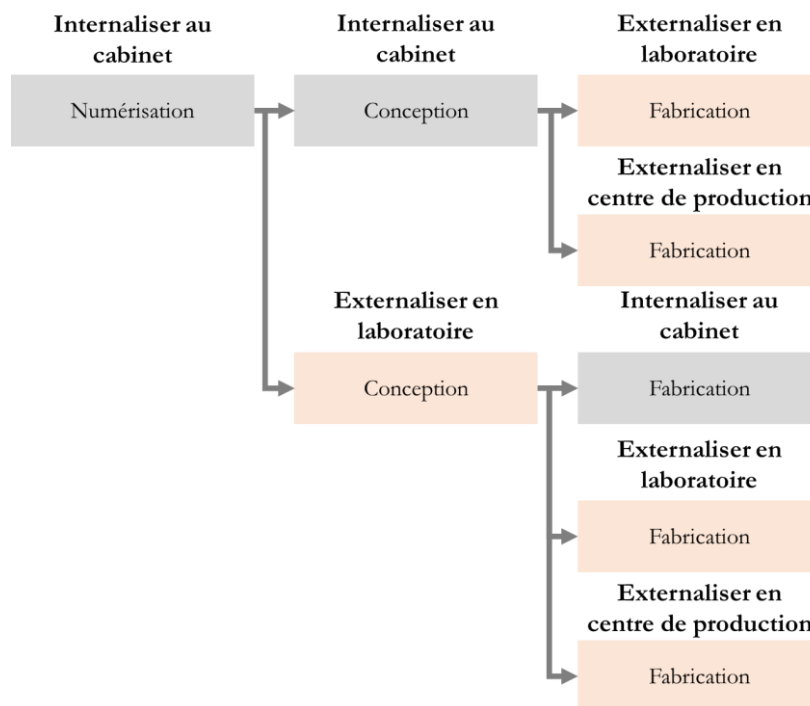 Internaliser au
cabinet
Numérisation
Internaliser au
cabinet
Conception
Externaliser en
laboratoire
Fabrication
Externaliser en
centre de production
Fabrication
Externaliser en
laboratoire
Conception
Internaliser au
cabinet
Fabrication
Externaliser en
laboratoire
Fabrication
Externaliser en
centre de production
Fabrication